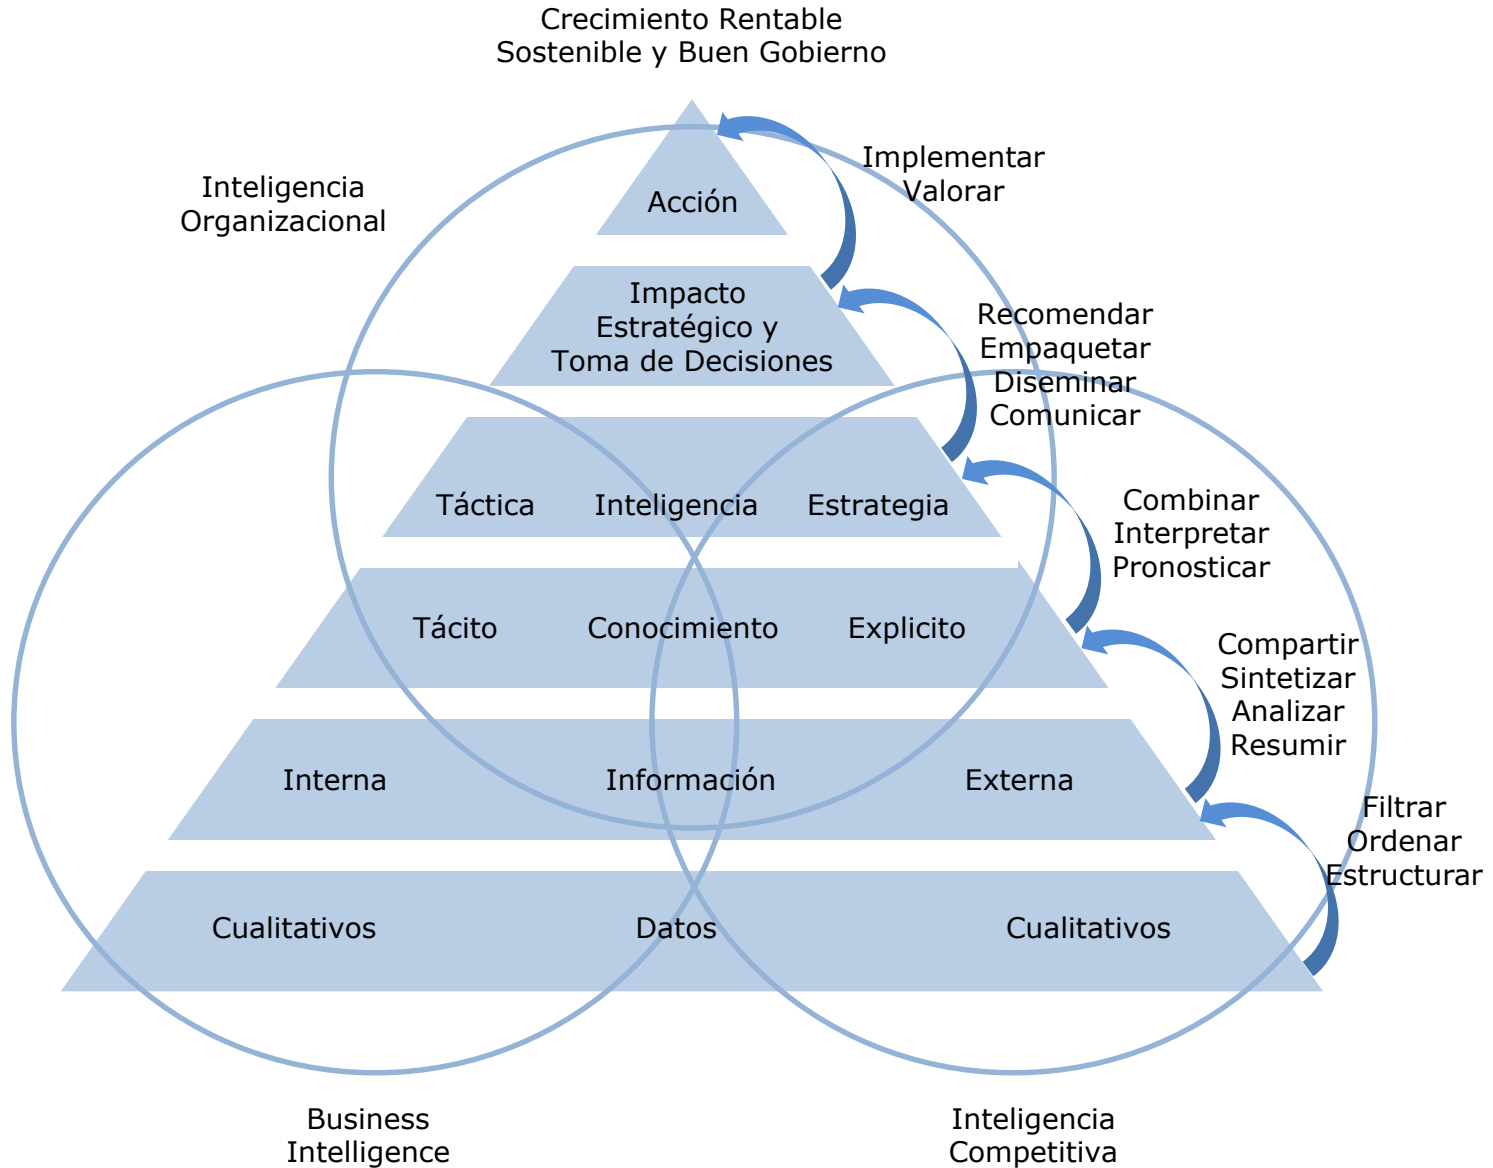 Crecimiento Rentable
Sostenible y Buen Gobierno
Inteligencia
Organizacional
Implementar
Valorar
Acción
Impacto
Estratégico y
Toma de Decisiones
Recomendar
Empaquetar
Diseminar
Comunicar
Táctica Inteligencia Estrategia
Combinar
Interpretar
Pronosticar
Tácito Conocimiento Explicito
Compartir
Sintetizar
Analizar
Resumir
Interna Información Externa
Filtrar
Ordenar
Estructurar
Cualitativos Datos Cualitativos
Business
Intelligence
Inteligencia
Competitiva